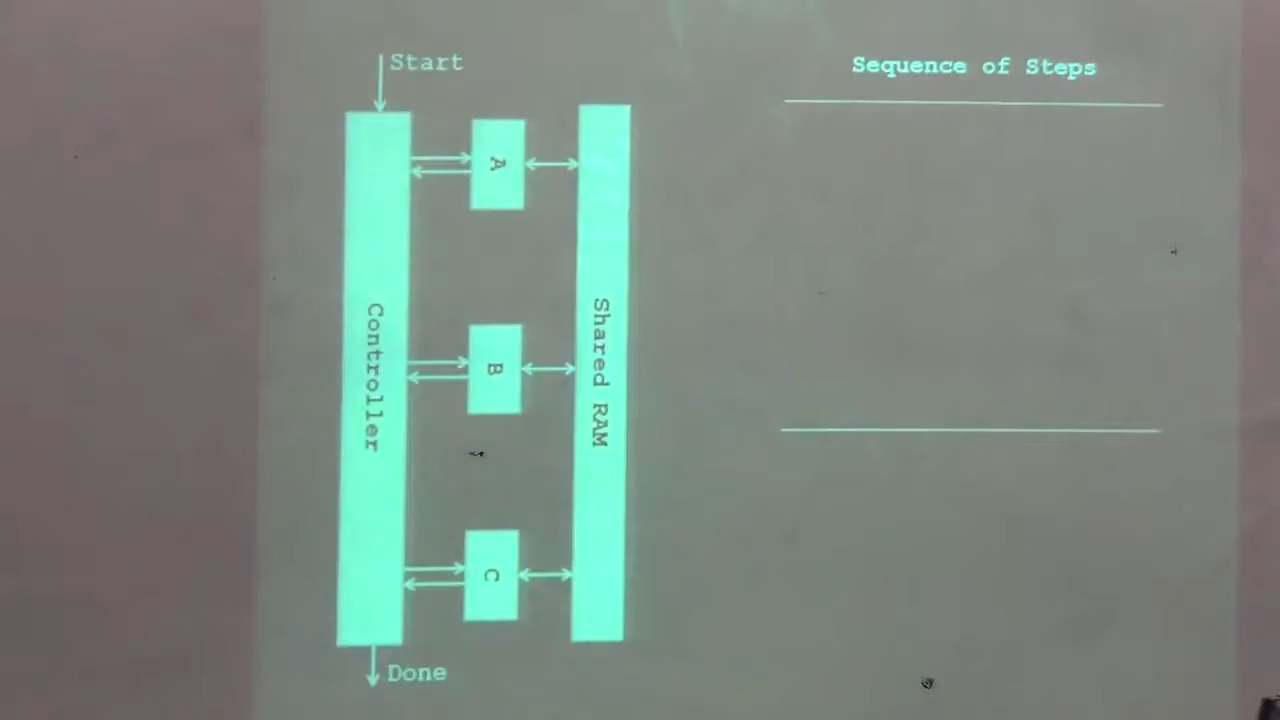 Start
Sequence of Steps
A
Controller
B
Shared RAM
C
Done